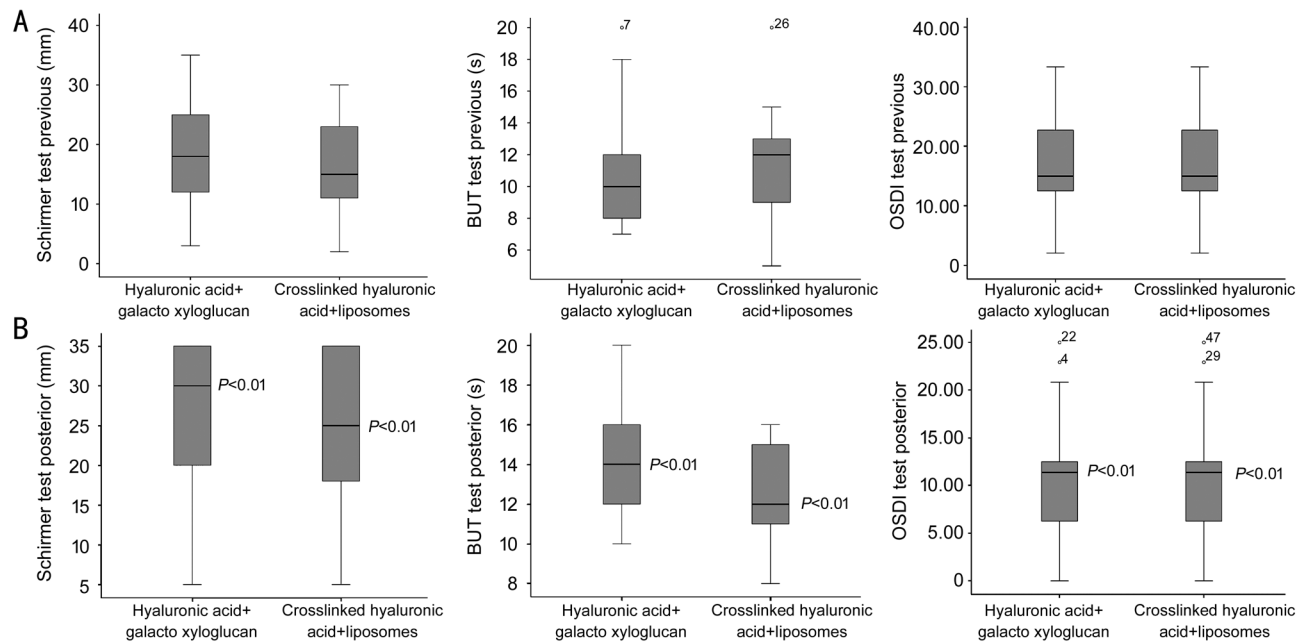 A
Schirmer test previous (mm)
40
30
20
10
0
Hyaluronic acid+
galacto xyloglucan
Crosslinked hyaluronic
acid+liposomes
BUT test previous (s)
20
18
16
14
12
10
8
6
7
26
Hyaluronic acid+
galacto xyloglucan
Crosslinked hyaluronic
acid+liposomes
OSDI test previous
40.00
30.00
20.00
10.00
0
Hyaluronic acid+
galacto xyloglucan
Crosslinked hyaluronic
acid+liposomes
B
Schirmer test posterior (mm)
35
30
25
20
15
10
5
P<0.01
P<0.01
Hyaluronic acid+
galacto xyloglucan
Crosslinked hyaluronic
acid+liposomes
BUT test posterior (s)
20
18
16
14
12
10
8
P<0.01
P<0.01
Hyaluronic acid+
galacto xyloglucan
Crosslinked hyaluronic
acid+liposomes
OSDI test posterior
25.00
20.00
15.00
10.00
5.00
0
22
4
47
29
P<0.01
P<0.01
Hyaluronic acid+
galacto xyloglucan
Crosslinked hyaluronic
acid+liposomes